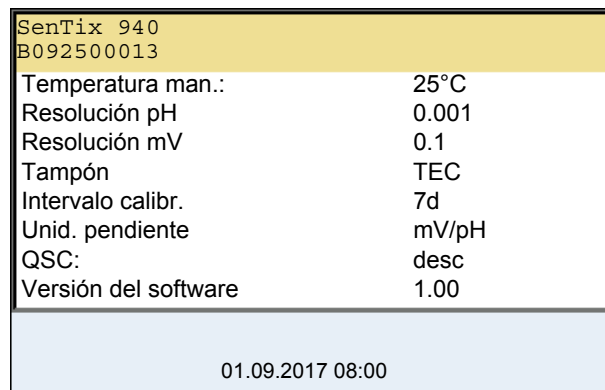 SenTix 940
B092500013
Temperatura man.: 25°C
Resolución pH 0.001
Resolución mV 0.1
Tampón TEC
Intervalo calibr. 7d
Unid. pendiente mV/pH
QSC: desc
Versión del software 1.00
01.09.2017 08:00